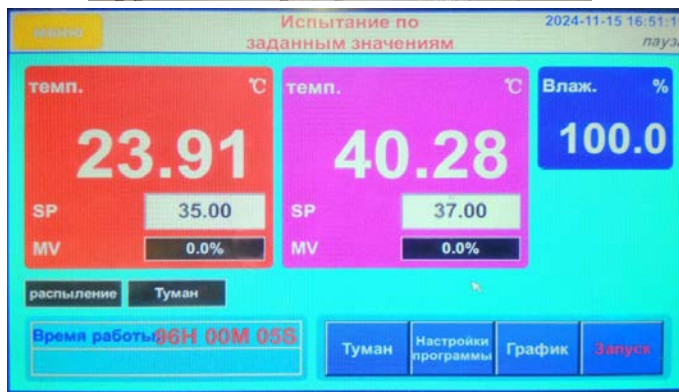 меню
Испытание по
заданным значениям
2024-11-15 16:51:1
пауз
темп. ℃
23.91
SP 35.00
MV 0.0%
темп. ℃
40.28
SP 37.00
MV 0.0%
Влаж. %
100.0
распыление
Туман
Время работы 96H 00M 05S
Туман
Настройки
программы
График
Запуск